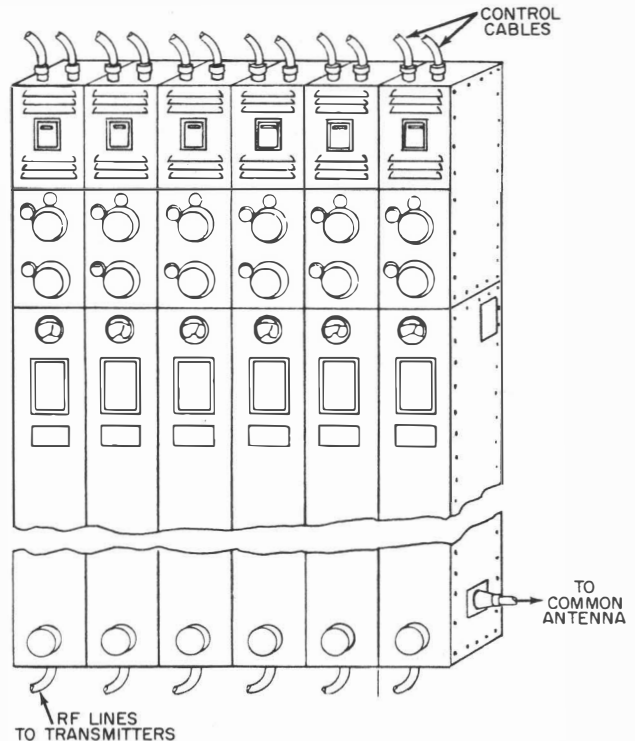 CONTROL
CABLES
TO
COMMON
ANTENNA
RF LINES
TO TRANSMITTERS